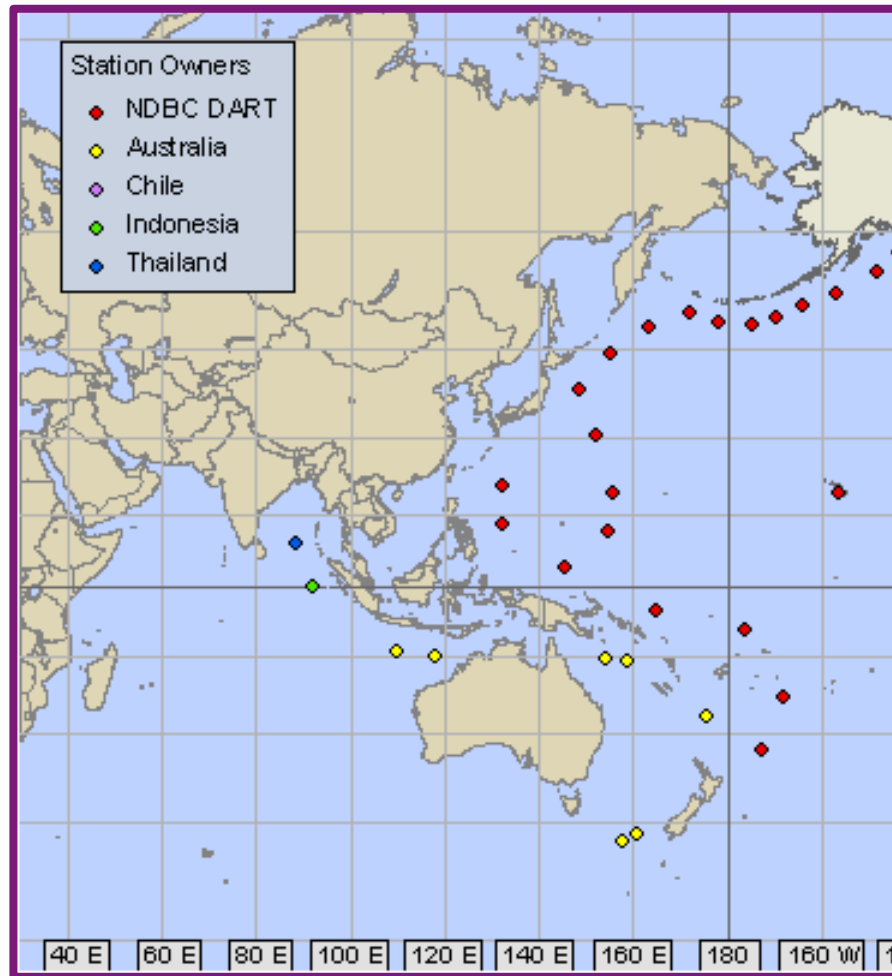 Station Owners
NDBC DART
Australia
Chile
Indonesia
Thailand
40 E 60 E 80 E 100 E 120 E 140 E 160 E 180 160 W